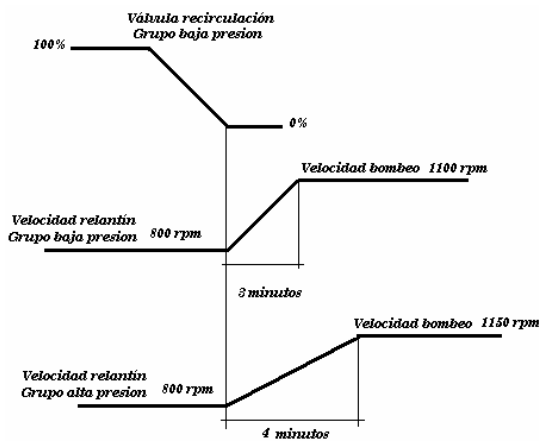 Válvula recirculación
Grupo baja presion
100%
0%
Velocidad bombeo 1100 rpm
Velocidad relantín
Grupo baja presion
800 rpm
3 minutos
Velocidad bombeo 1150 rpm
Velocidad relantín
Grupo alta presion
800 rpm
4 minutos